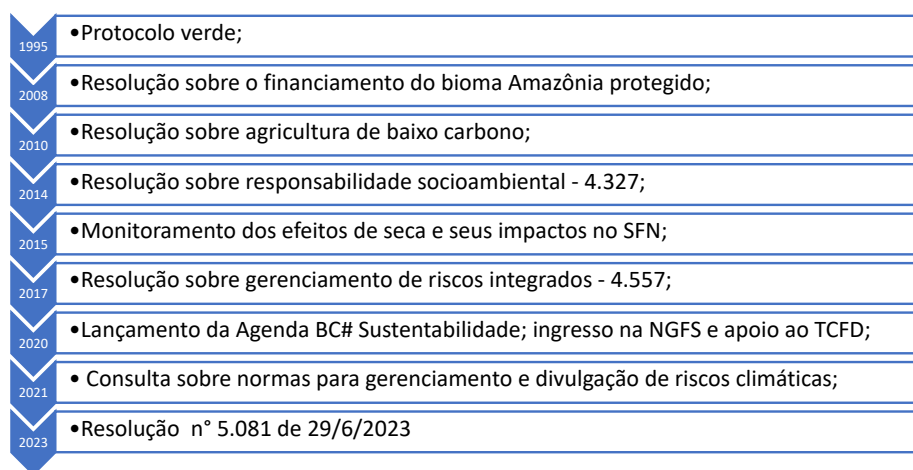 1995
•Protocolo verde;
2008
•Resolução sobre o financiamento do bioma Amazônia protegido;
2010
•Resolução sobre agricultura de baixo carbono;
2014
•Resolução sobre responsabilidade socioambiental - 4.327;
2015
•Monitoramento dos efeitos de seca e seus impactos no SFN;
2017
•Resolução sobre gerenciamento de riscos integrados - 4.557;
2020
•Lançamento da Agenda BC# Sustentabilidade; ingresso na NGFS e apoio ao TCFD;
2021
• Consulta sobre normas para gerenciamento e divulgação de riscos climáticas;
2023
•Resolução n° 5.081 de 29/6/2023